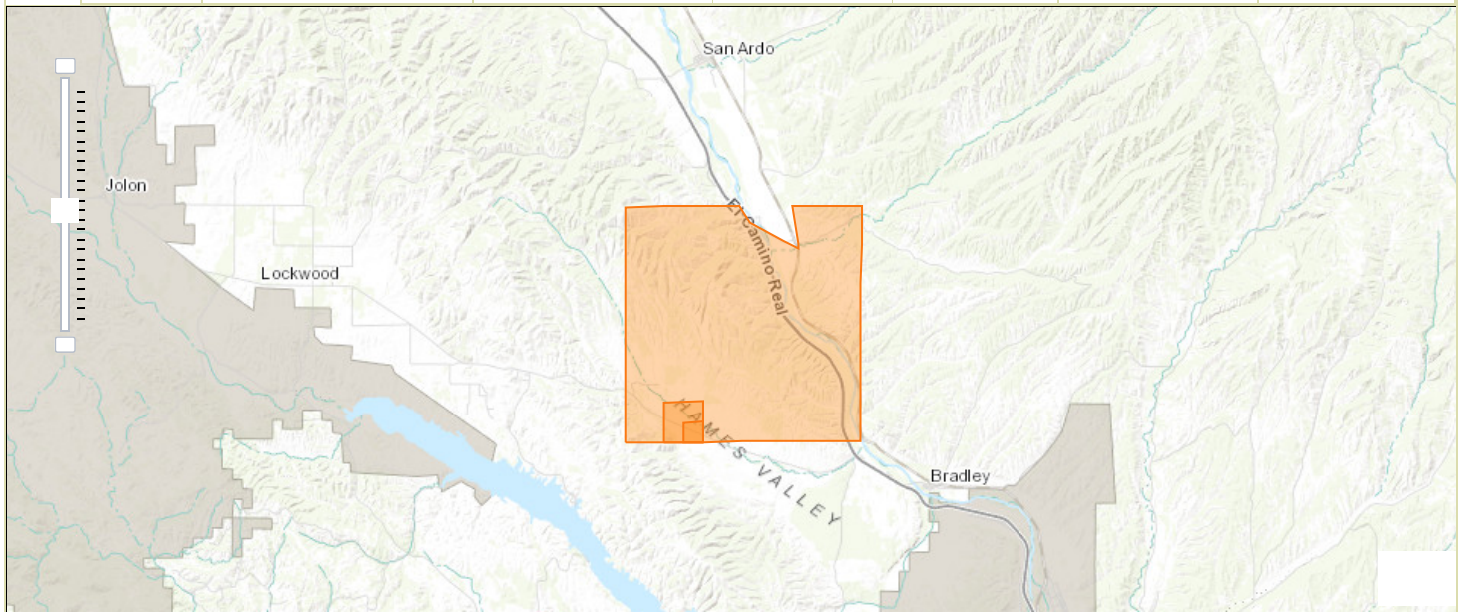 San Ardo
Jolon
El Camino Real
Lockwood
HAMES VALLEY
Bradley